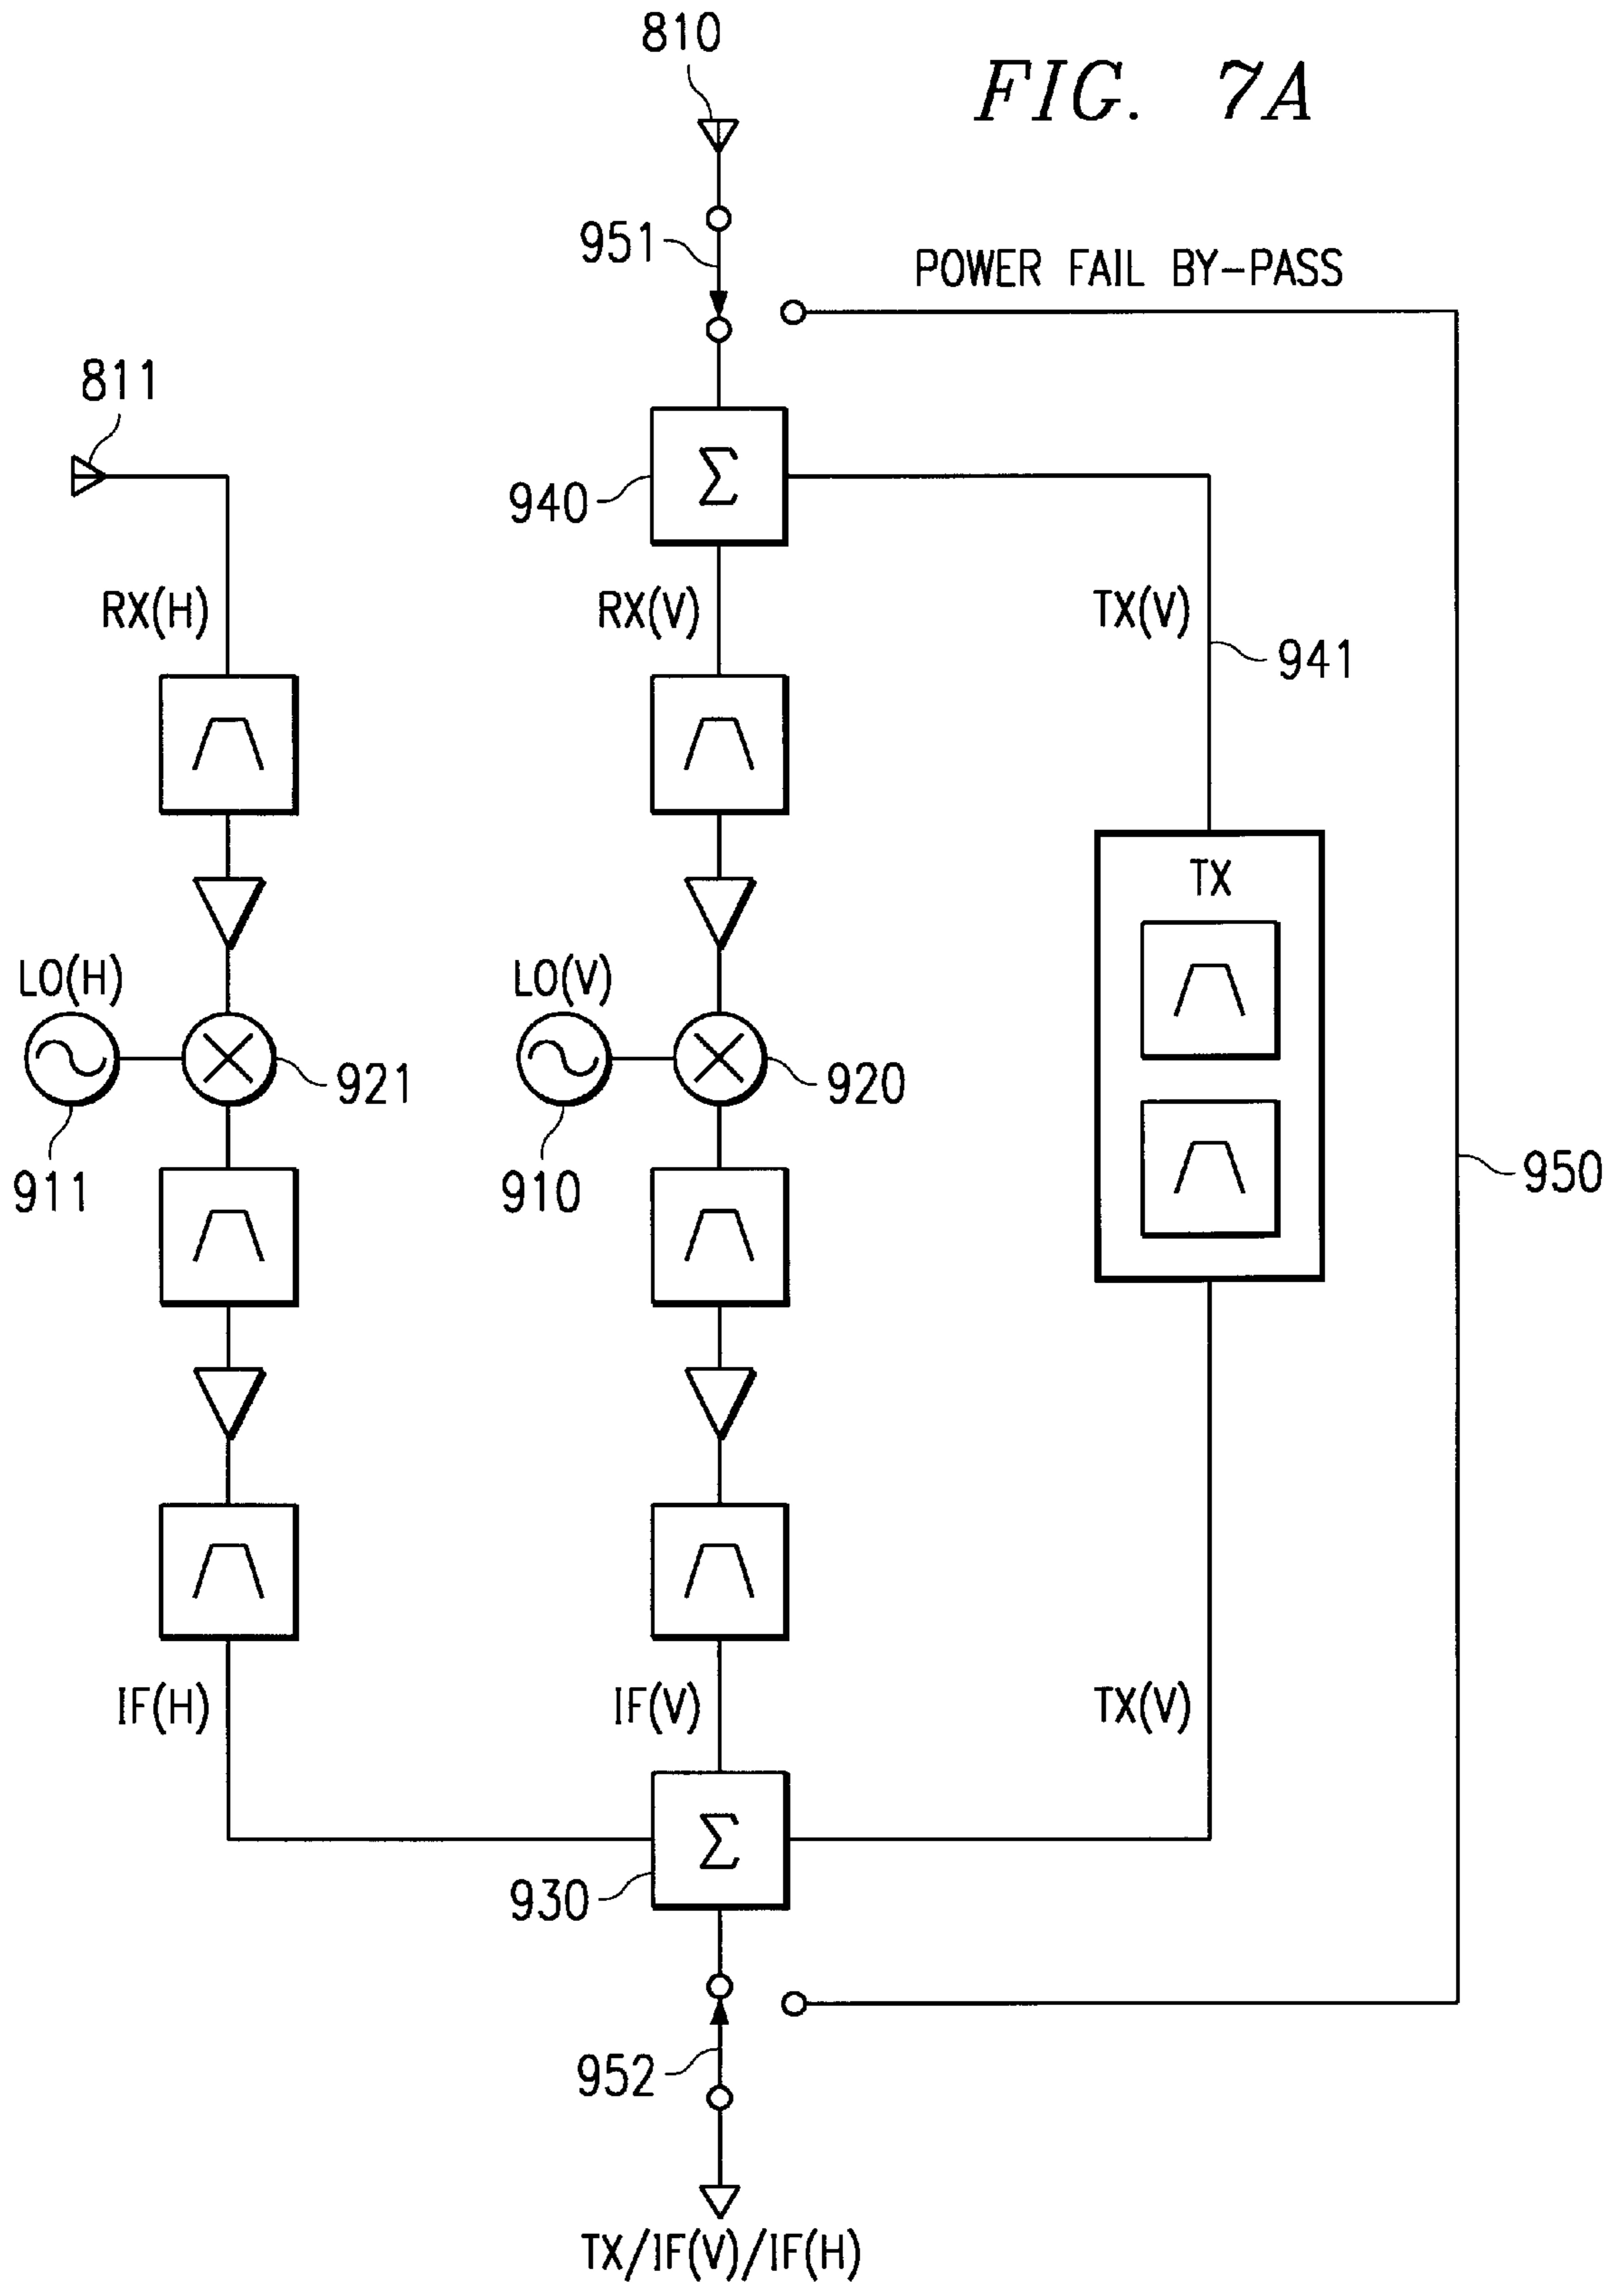 810
FIG. 7A
951
POWER FAIL BY-PASS
811
Σ
940
RX(H)
RX(V)
TX(V)
941
TX
LO(H)
LO(V)
921
920
911
910
950
IF(H)
IF(V)
TX(V)
Σ
930
952
TX/IF(V)/IF(H)